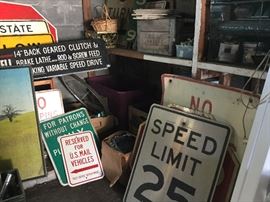 STATE
14" BACK GEARED CLUTCH &
BRAKE LATHE
ROD & SCREW FEED
KING VARIABLE SPEED DRIVE
NO
FOR PATRONS
WITHOUT CHANGE
RESERVED
FOR
U.S. MAIL
VEHICLES
NO
SPEED
LIMIT
25